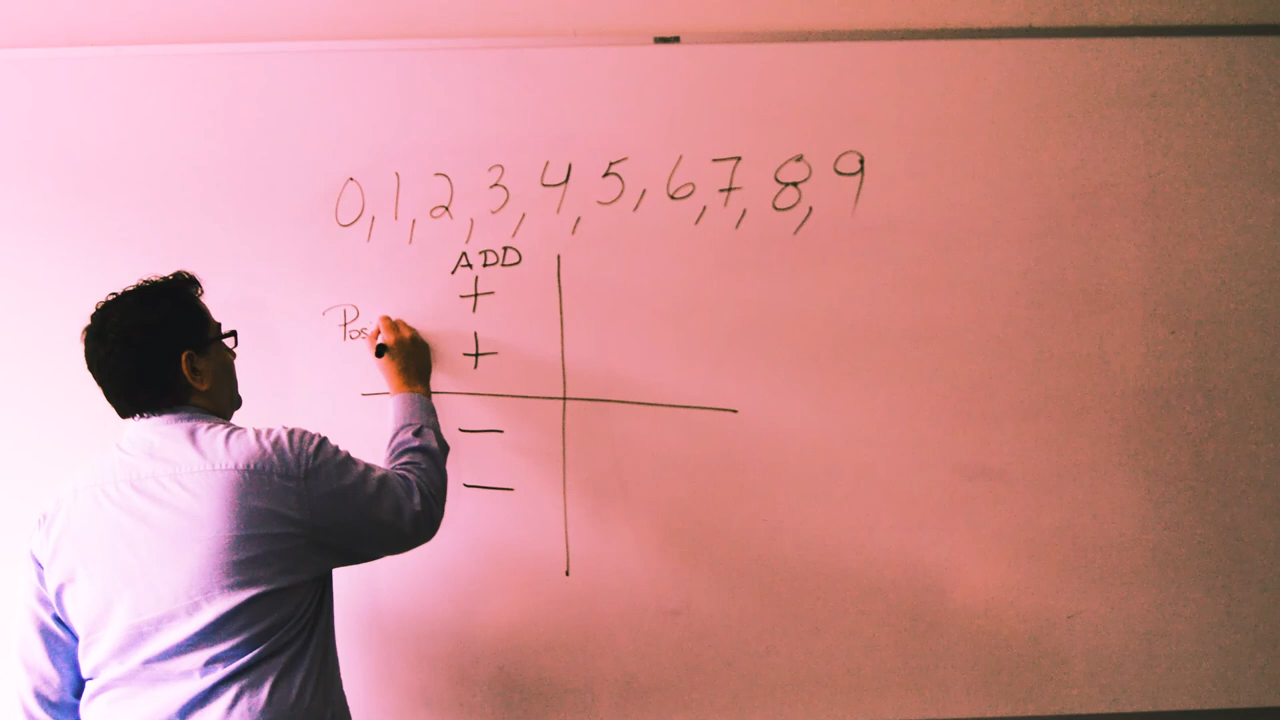 0, 1, 2, 3, 4, 5, 6, 7, 8, 9
ADD
+
Pos
+
—
—